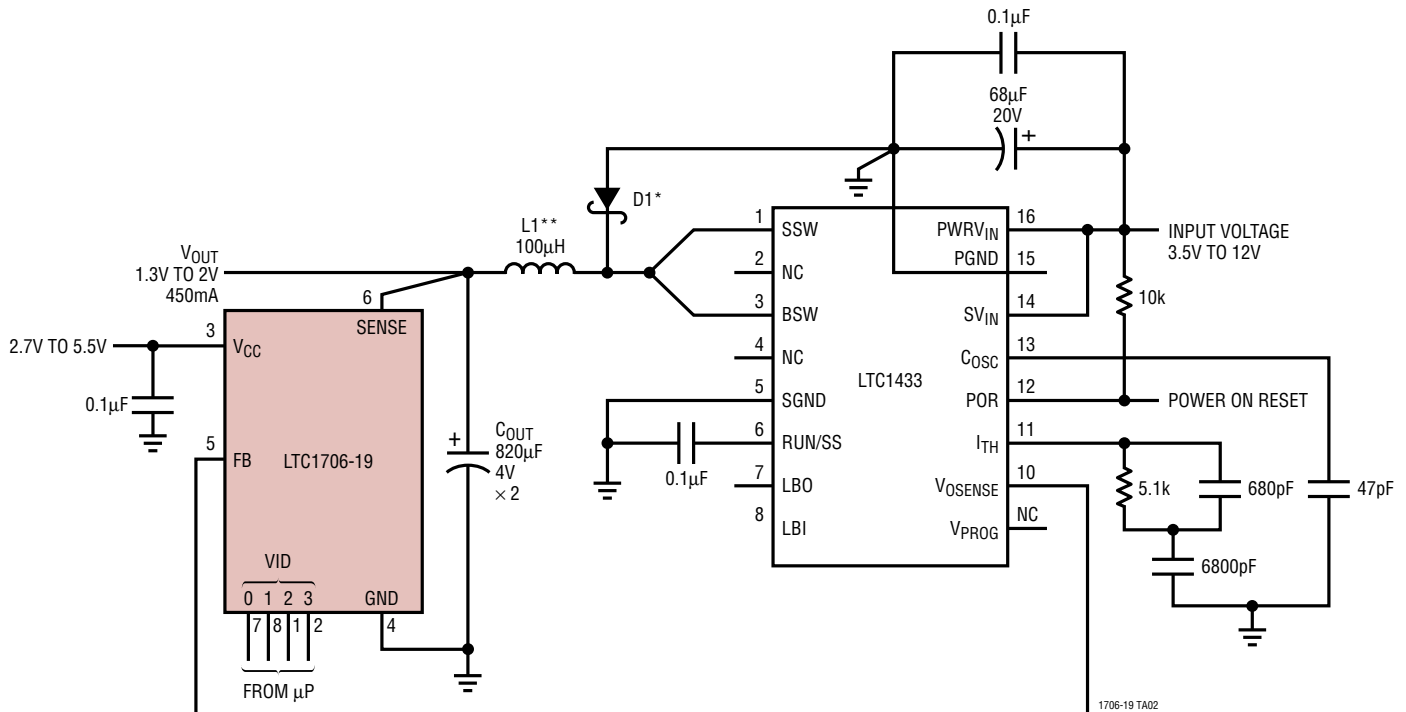 0.1µF
68µF
20V
D1*
L1**
100µH
VOUT
1.3V TO 2V
450mA
6
SENSE
3
VCC
2.7V TO 5.5V
0.1µF
5
FB
LTC1706-19
COUT
820µF
4V
× 2
VID
0 1 2 3
GND
7 8 1 2
4
FROM µP
1
SSW
2
NC
3
BSW
4
NC
5
SGND
6
RUN/SS
0.1µF
7
LBO
8
LBI
LTC1433
PWRVIN
16
INPUT VOLTAGE
3.5V TO 12V
PGND
15
10k
SVIN
14
COSC
13
POR
12
POWER ON RESET
ITH
11
5.1k
680pF
47pF
VOSENSE
10
VPROG
NC
6800pF
1706-19 TA02